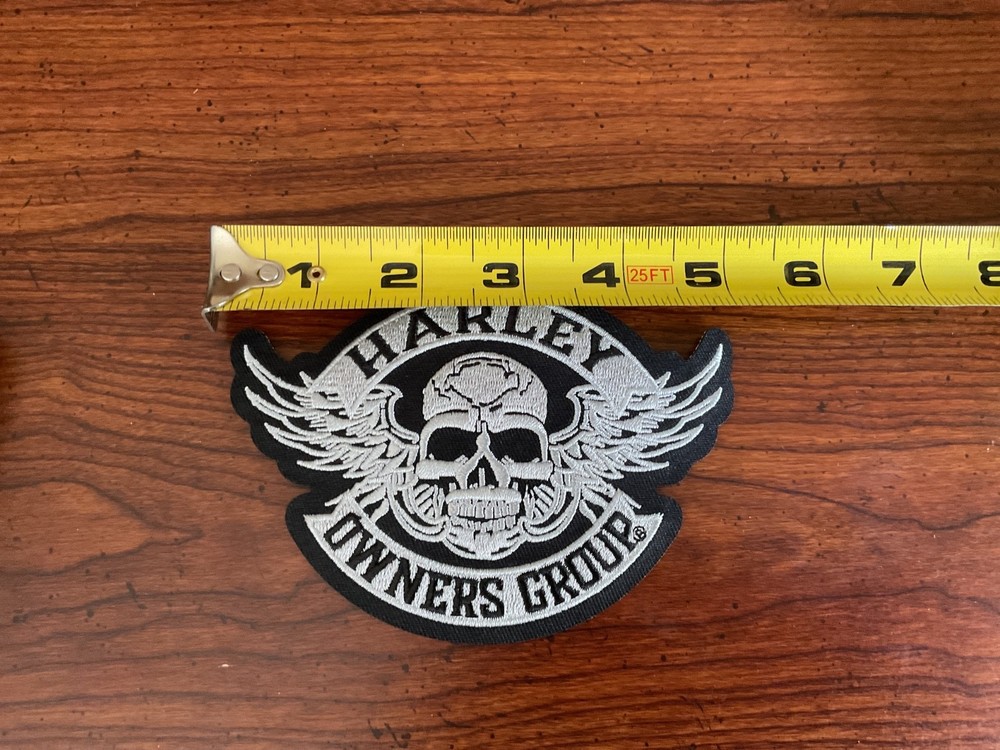 1 2 3 4 25FT 5 6 7 8
HARLEY
OWNERS GROUP®